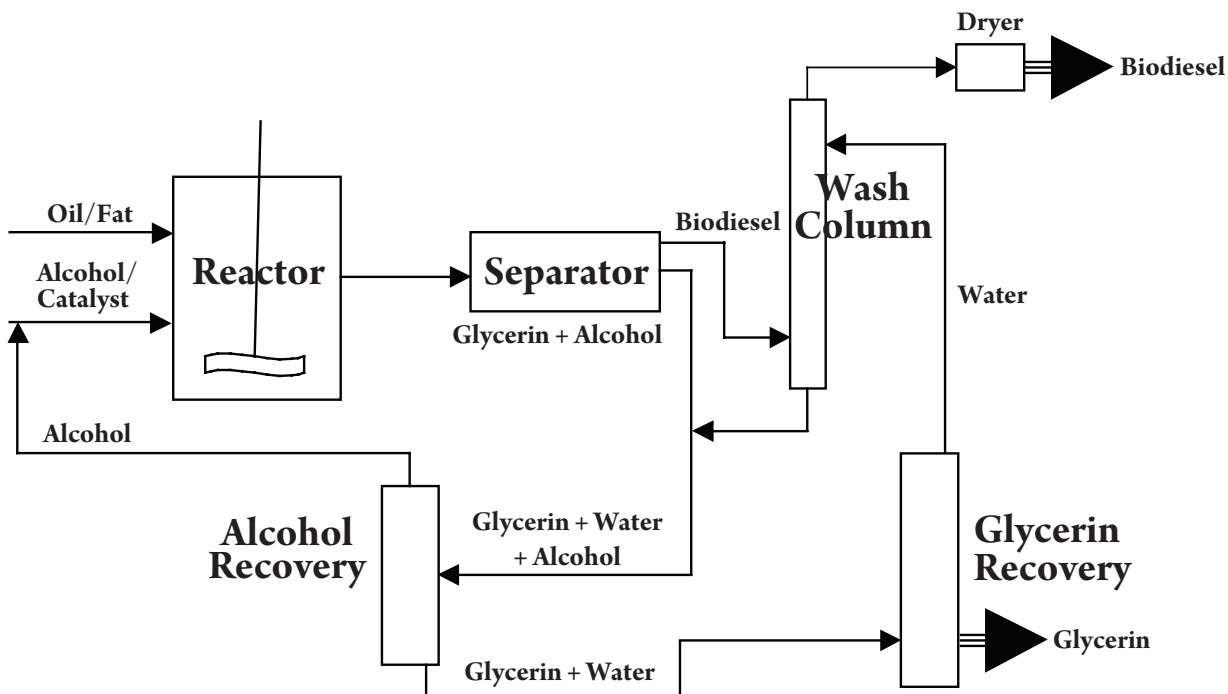 Dryer
Biodiesel
Wash
Column
Oil/Fat
Biodiesel
Reactor
Separator
Alcohol/
Catalyst
Water
Glycerin + Alcohol
Alcohol
Glycerin + Water
+ Alcohol
Alcohol
Recovery
Glycerin
Recovery
Glycerin
Glycerin + Water